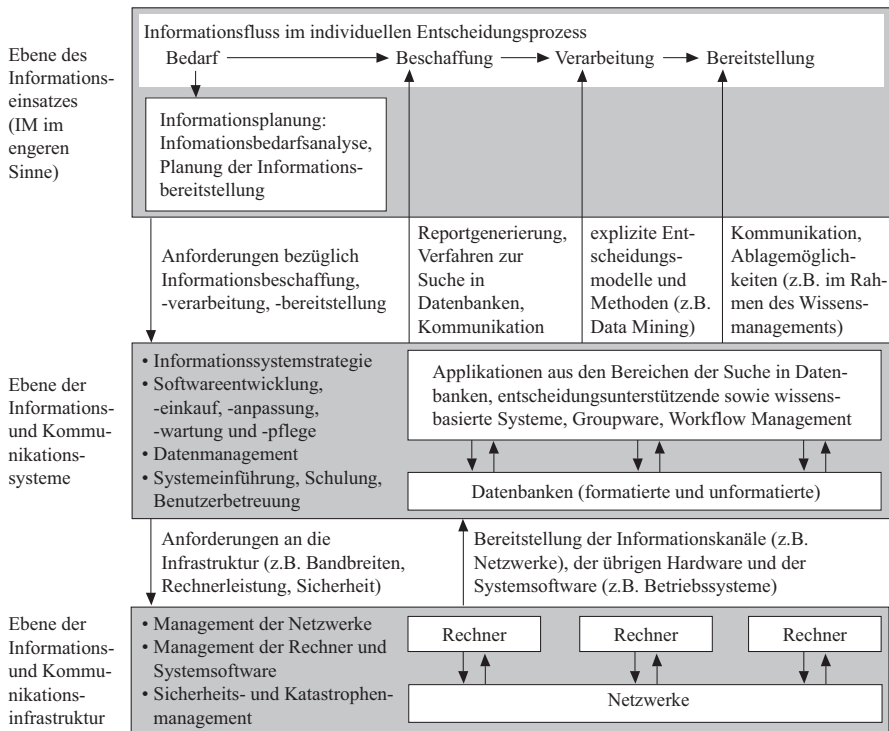 Ebene des
Informations-
einsatzes
(IM im
engeren
Sinne)
Informationsfluss im individuellen Entscheidungsprozess
Bedarf
Beschaffung
Verarbeitung
Bereitstellung
Informationsplanung:
Infomationsbedarfsanalyse,
Planung der Informations-
bereitstellung
Anforderungen bezüglich
Informationsbeschaffung,
-verarbeitung, -bereitstellung
Reportgenerierung,
Verfahren zur
Suche in
Datenbanken,
Kommunikation
explizite Ent-
scheidungs-
modelle und
Methoden (z.B.
Data Mining)
Kommunikation,
Ablagemöglich-
keiten (z.B. im Rah-
men des Wissens-
managements)
Ebene der
Informations-
und Kommu-
nikations-
systeme
• Informationssystemstrategie
• Softwareentwicklung,
-einkauf, -anpassung,
-wartung und -pflege
• Datenmanagement
• Systemeinführung, Schulung,
Benutzerbetreuung
Applikationen aus den Bereichen der Suche in Daten-
banken, entscheidungsunterstützende sowie wissens-
basierte Systeme, Groupware, Workflow Management
Datenbanken (formatierte und unformatierte)
Anforderungen an die
Infrastruktur (z.B. Bandbreiten,
Rechnerleistung, Sicherheit)
Bereitstellung der Informationskanäle (z.B.
Netzwerke), der übrigen Hardware und der
Systemsoftware (z.B. Betriebssysteme)
Ebene der
Informations-
und Kommu-
nikations-
infrastruktur
• Management der Netzwerke
• Management der Rechner und
Systemsoftware
• Sicherheits- und Katastrophen-
management
Rechner
Rechner
Rechner
Netzwerke